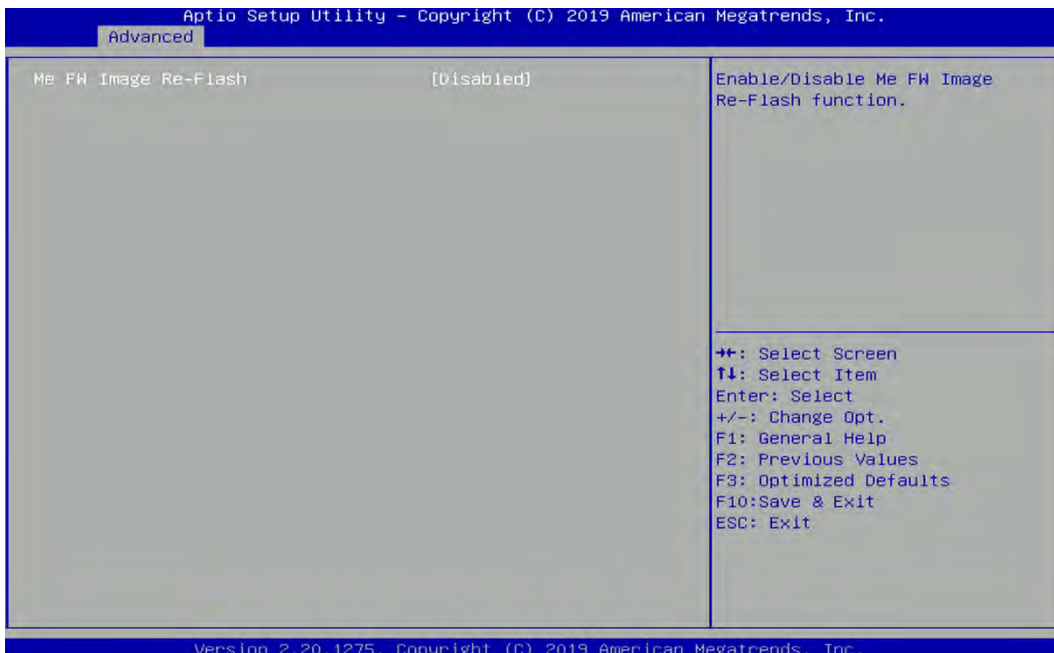 Aptio Setup Utility – Copyright (C) 2019 American Megatrends, Inc.
Advanced
Me FW Image Re-Flash [Disabled]
Enable/Disable Me FW Image
Re-Flash function.
→←: Select Screen
↑↓: Select Item
Enter: Select
+/-: Change Opt.
F1: General Help
F2: Previous Values
F3: Optimized Defaults
F10:Save & Exit
ESC: Exit
Version 2.20.1275. Copyright (C) 2019 American Megatrends, Inc.